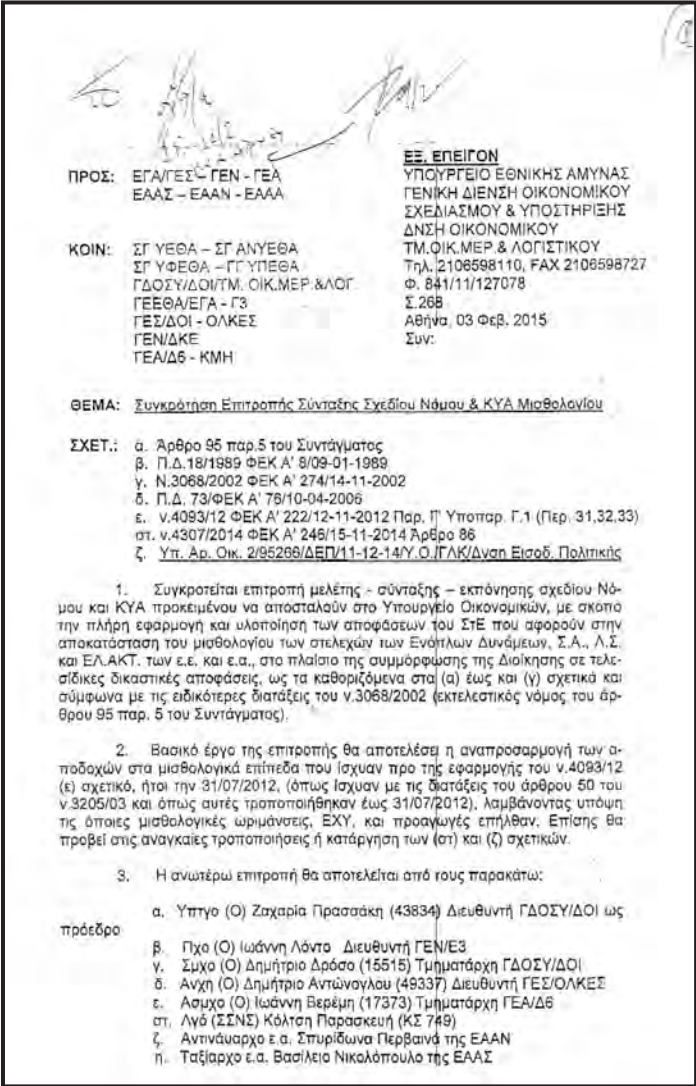 ΕΞ. ΕΠΕΙΓΟΝ
ΠΡΟΣ: ΕΓΑ/ΓΕΣ – ΓΕΝ - ΓΕΑ
ΕΑΑΣ – ΕΑΑΝ - ΕΑΑΑ
ΥΠΟΥΡΓΕΙΟ ΕΘΝΙΚΗΣ ΑΜΥΝΑΣ
ΓΕΝΙΚΗ ΔΙΕΝΣΗ ΟΙΚΟΝΟΜΙΚΟΥ
ΣΧΕΔΙΑΣΜΟΥ & ΥΠΟΣΤΗΡΙΞΗΣ
ΔΝΣΗ ΟΙΚΟΝΟΜΙΚΟΥ
ΤΜ.ΟΙΚ.ΜΕΡ.& ΛΟΓΙΣΤΙΚΟΥ
Τηλ. 2106598110, FAX 2106598727
Φ. 841/11/127078
Σ.268
Αθήνα, 03 Φεβ. 2015
Συν:
ΚΟΙΝ: ΣΓ ΥΕΘΑ – ΣΓ ΑΝΥΕΘΑ
ΣΓ ΥΦΕΘΑ – ΓΓ ΥΠΕΘΑ
ΓΔΟΣΥ/ΔΟΙ/ΤΜ. ΟΙΚ.ΜΕΡ.&ΛΟΓ.
ΓΕΕΘΑ/ΕΓΑ - Γ3
ΓΕΣ/ΔΟΙ - ΟΛΚΕΣ
ΓΕΝ/ΔΚΕ
ΓΕΑ/Δ6 - ΚΜΗ
ΘΕΜΑ: Συγκρότηση Επιτροπής Σύνταξης Σχεδίου Νόμου & ΚΥΑ Μισθολογίου
ΣΧΕΤ.: α. Άρθρο 95 παρ.5 του Συντάγματος
β. Π.Δ.18/1989 ΦΕΚ Α' 8/09-01-1989
γ. Ν.3068/2002 ΦΕΚ Α' 274/14-11-2002
δ. Π.Δ. 73/ΦΕΚ Α' 76/10-04-2006
ε. ν.4093/12 ΦΕΚ Α' 222/12-11-2012 Παρ. Γ' Υποπαρ. Γ.1 (Περ. 31,32,33)
στ. ν.4307/2014 ΦΕΚ Α' 246/15-11-2014 Άρθρο 86
ζ. Υπ. Αρ. Οικ. 2/95266/ΔΕΠ/11-12-14/Υ.Ο./ΓΛΚ/Δνση Εισοδ. Πολιτικής
1. Συγκροτείται επιτροπή μελέτης - σύνταξης – εκπόνησης σχεδίου Νό-
μου και ΚΥΑ προκειμένου να αποσταλούν στο Υπουργείο Οικονομικών, με σκοπό
την πλήρη εφαρμογή και υλοποίηση των αποφάσεων του ΣτΕ που αφορούν στην
αποκατάσταση του μισθολογίου των στελεχών των Ενόπλων Δυνάμεων, Σ.Α., Λ.Σ.
και ΕΛ.ΑΚΤ. των ε.ε. και ε.α., στο πλαίσιο της συμμόρφωσης της Διοίκησης σε τελε-
σίδικες δικαστικές αποφάσεις, ως τα καθοριζόμενα στα (α) έως και (γ) σχετικά και
σύμφωνα με τις ειδικότερες διατάξεις του ν.3068/2002 (εκτελεστικός νόμος του άρ-
θρου 95 παρ. 5 του Συντάγματος).
2. Βασικό έργο της επιτροπής θα αποτελέσει η αναπροσαρμογή των α-
ποδοχών στα μισθολογικά επίπεδα που ίσχυαν προ της εφαρμογής του ν.4093/12
(ε) σχετικό, ήτοι την 31/07/2012, (όπως ίσχυαν με τις διατάξεις του άρθρου 50 του
ν.3205/03 και όπως αυτές τροποποιήθηκαν έως 31/07/2012), λαμβάνοντας υπόψη
τις όποιες μισθολογικές ωριμάνσεις, ΕΧΥ, και προαγωγές επήλθαν. Επίσης θα
προβεί στις αναγκαίες τροποποιήσεις ή κατάργηση των (στ) και (ζ) σχετικών.
3. Η ανωτέρω επιτροπή θα αποτελείται από τους παρακάτω:
α. Υπτγο (Ο) Ζαχαρία Πρασσάκη (43834) Διευθυντή ΓΔΟΣΥ/ΔΟΙ ως
πρόεδρο
β. Πχο (Ο) Ιωάννη Λόντο Διευθυντή ΓΕΝ/Ε3
γ. Σμχο (Ο) Δημήτριο Δρόσο (15515) Τμηματάρχη ΓΔΟΣΥ/ΔΟΙ
δ. Ανχη (Ο) Δημήτριο Αντώνογλου (49337) Διευθυντή ΓΕΣ/ΟΛΚΕΣ
ε. Ασμχο (Ο) Ιωάννη Βερέμη (17373) Τμηματάρχη ΓΕΑ/Δ6
στ. Λγό (ΣΣΝΣ) Κόλτση Παρασκευή (ΚΣ 749)
ζ. Αντιναύαρχο ε.α. Σπυρίδωνα Περβαινά της ΕΑΑΝ
η. Ταξίαρχο ε.α. Βασίλειο Νικολόπουλο της ΕΑΑΣ